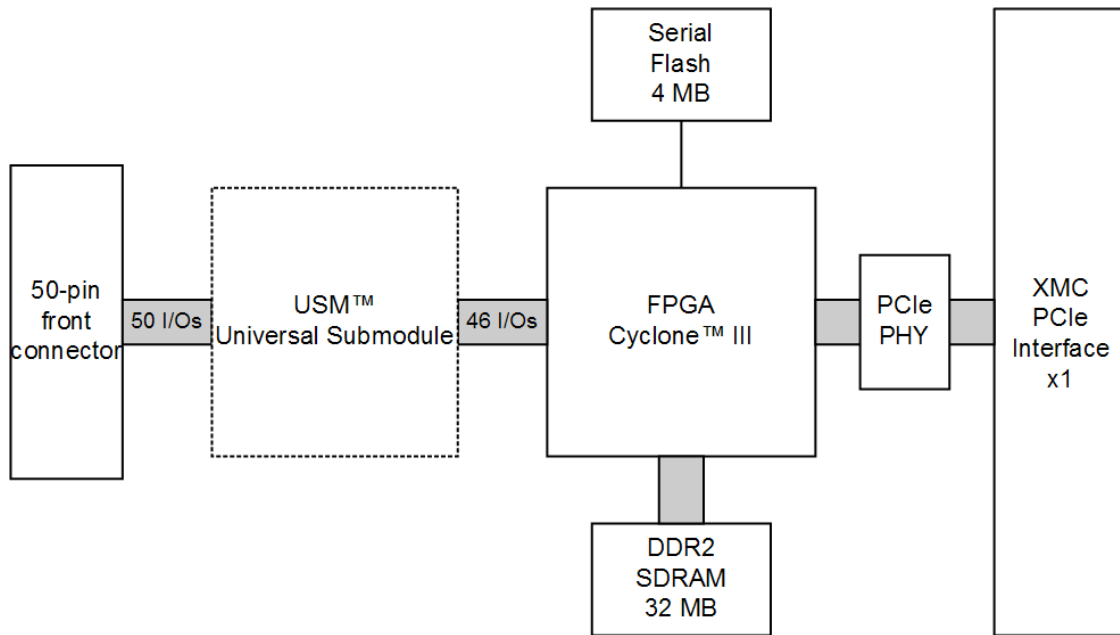 Serial
Flash
4 MB
50-pin
front
connector
50 I/Os
USM™
Universal Submodule
46 I/Os
FPGA
Cyclone™ III
PCIe
PHY
XMC
PCIe
Interface
x1
DDR2
SDRAM
32 MB